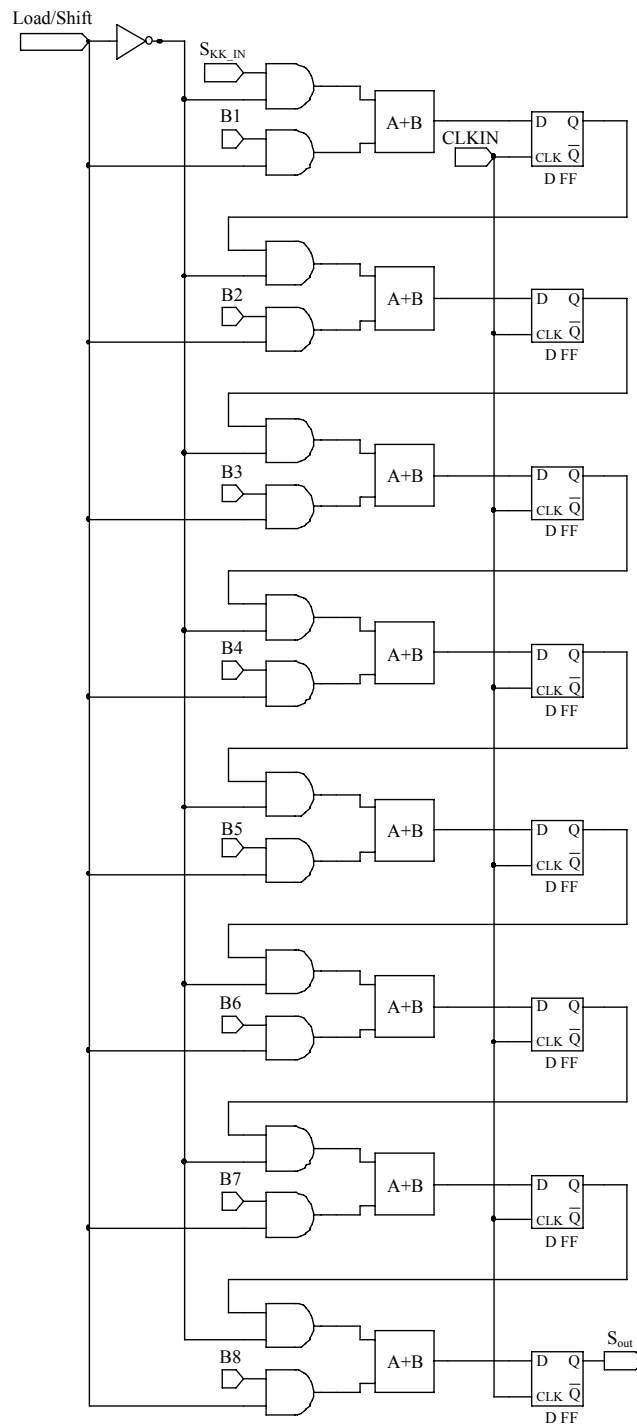 Load/Shift
S_KK_IN
B1
A+B
CLKIN
D Q
CLK Q̅
D FF
B2
A+B
D Q
CLK Q̅
D FF
B3
A+B
D Q
CLK Q̅
D FF
B4
A+B
D Q
CLK Q̅
D FF
B5
A+B
D Q
CLK Q̅
D FF
B6
A+B
D Q
CLK Q̅
D FF
B7
A+B
D Q
CLK Q̅
D FF
B8
A+B
D Q
CLK Q̅
D FF
S_out